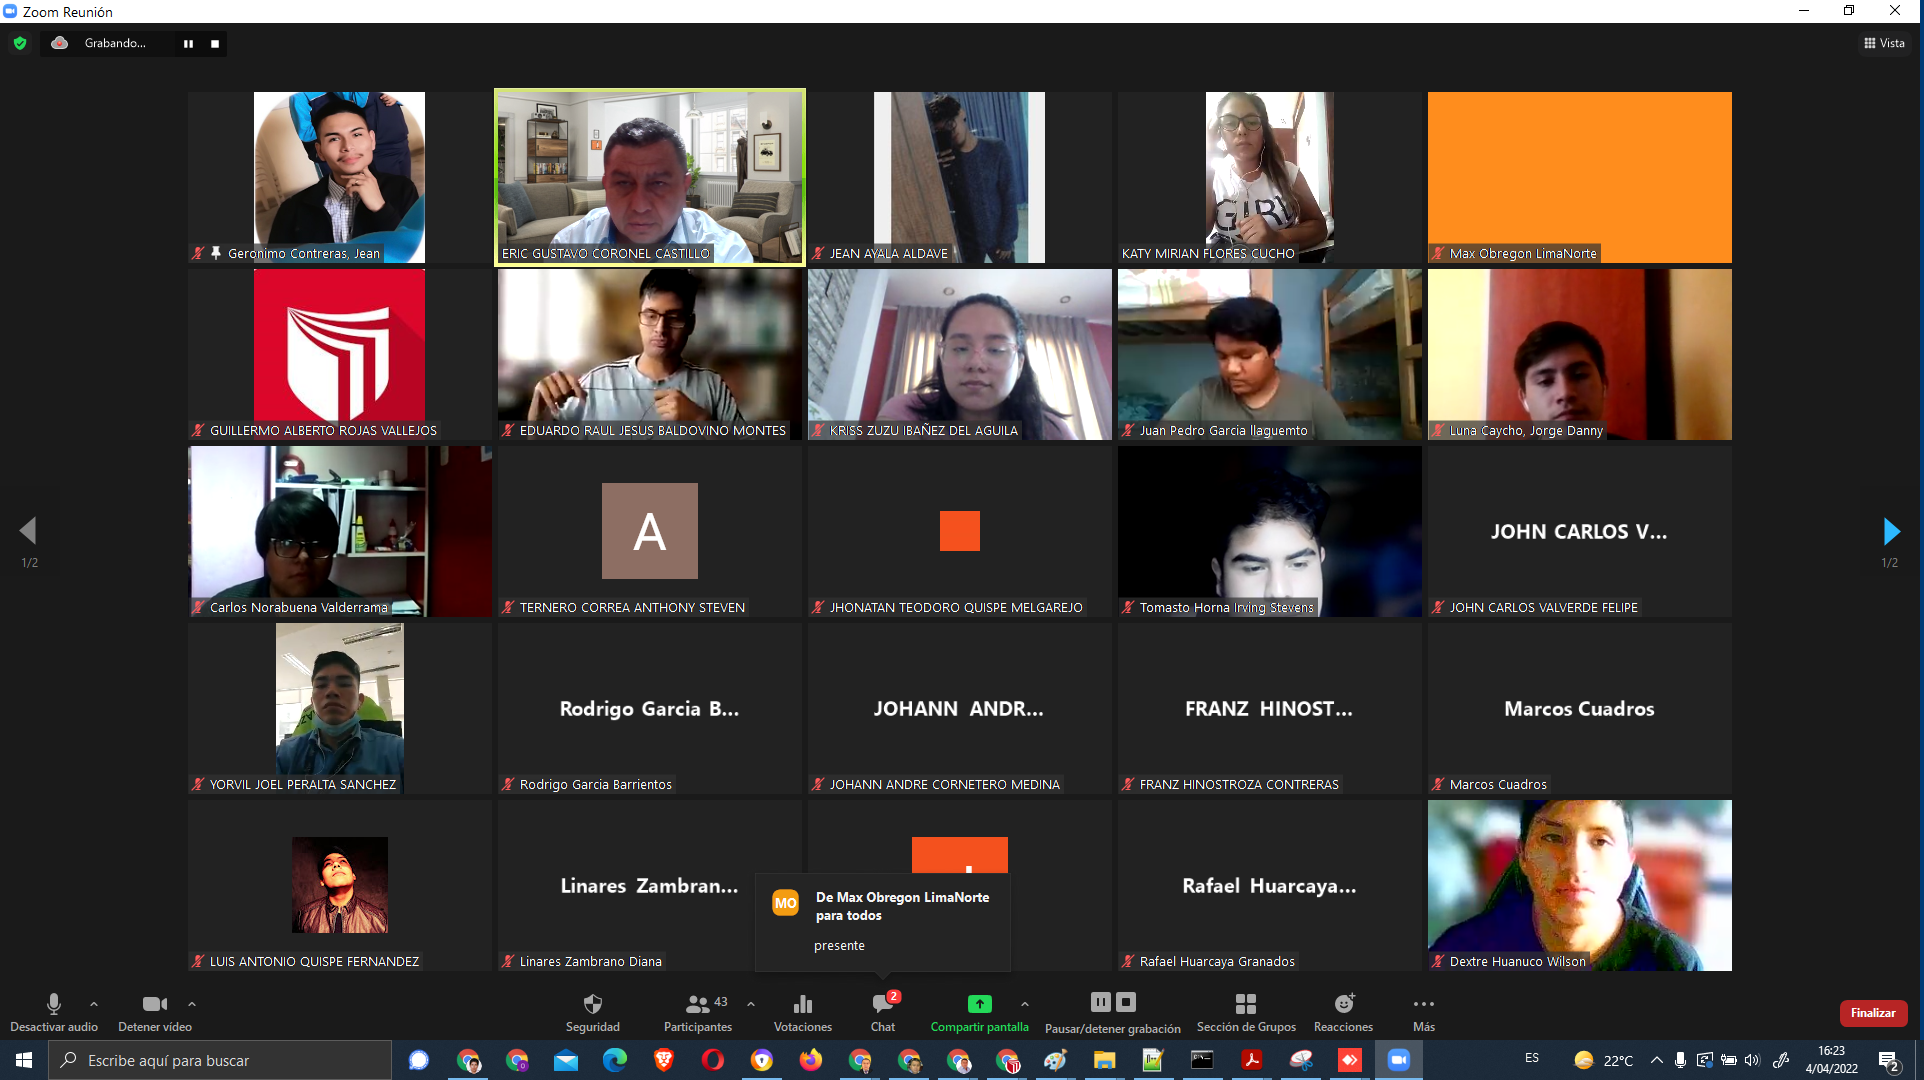 Zoom Reunión
Grabando...
Vista
Geronimo Contreras, Jean
ERIC GUSTAVO CORONEL CASTILLO
JEAN AYALA ALDAVE
KATY MIRIAN FLORES CUCHO
Max Obregon LimaNorte
GUILLERMO ALBERTO ROJAS VALLEJOS
EDUARDO RAUL JESUS BALDOVINO MONTES
KRISS ZUZU IBAÑEZ DEL AGUILA
Juan Pedro Garcia llaguemto
Luna Caycho, Jorge Danny
A
JOHN CARLOS V...
Carlos Norabuena Valderrama
TERNERO CORREA ANTHONY STEVEN
JHONATAN TEODORO QUISPE MELGAREJO
Tomasto Horna Irving Stevens
JOHN CARLOS VALVERDE FELIPE
1/2
1/2
Rodrigo Garcia B...
JOHANN ANDR...
FRANZ HINOST...
Marcos Cuadros
YORVIL JOEL PERALTA SANCHEZ
Rodrigo Garcia Barrientos
JOHANN ANDRE CORNETERO MEDINA
FRANZ HINOSTROZA CONTRERAS
Marcos Cuadros
Linares Zambran...
Rafael Huarcaya...
MO
De Max Obregon LimaNorte
para todos
presente
LUIS ANTONIO QUISPE FERNANDEZ
Linares Zambrano Diana
Rafael Huarcaya Granados
Dextre Huanuco Wilson
43
2
Desactivar audio
Detener vídeo
Seguridad
Participantes
Votaciones
Chat
Compartir pantalla
Pausar/detener grabación
Sección de Grupos
Reacciones
Más
Finalizar
Escribe aquí para buscar
ES
22°C
16:23
4/04/2022
2